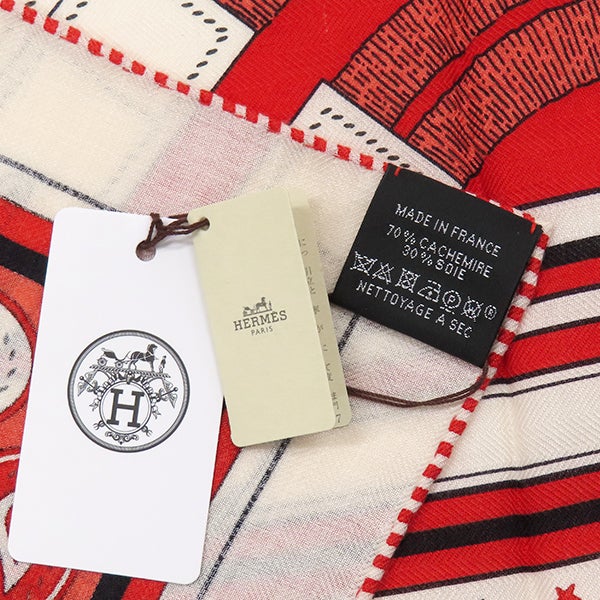 MADE IN FRANCE
70% CACHEMIRE
30% SOIE
NETTOYAGE À SEC
HERMÈS
PARIS
H